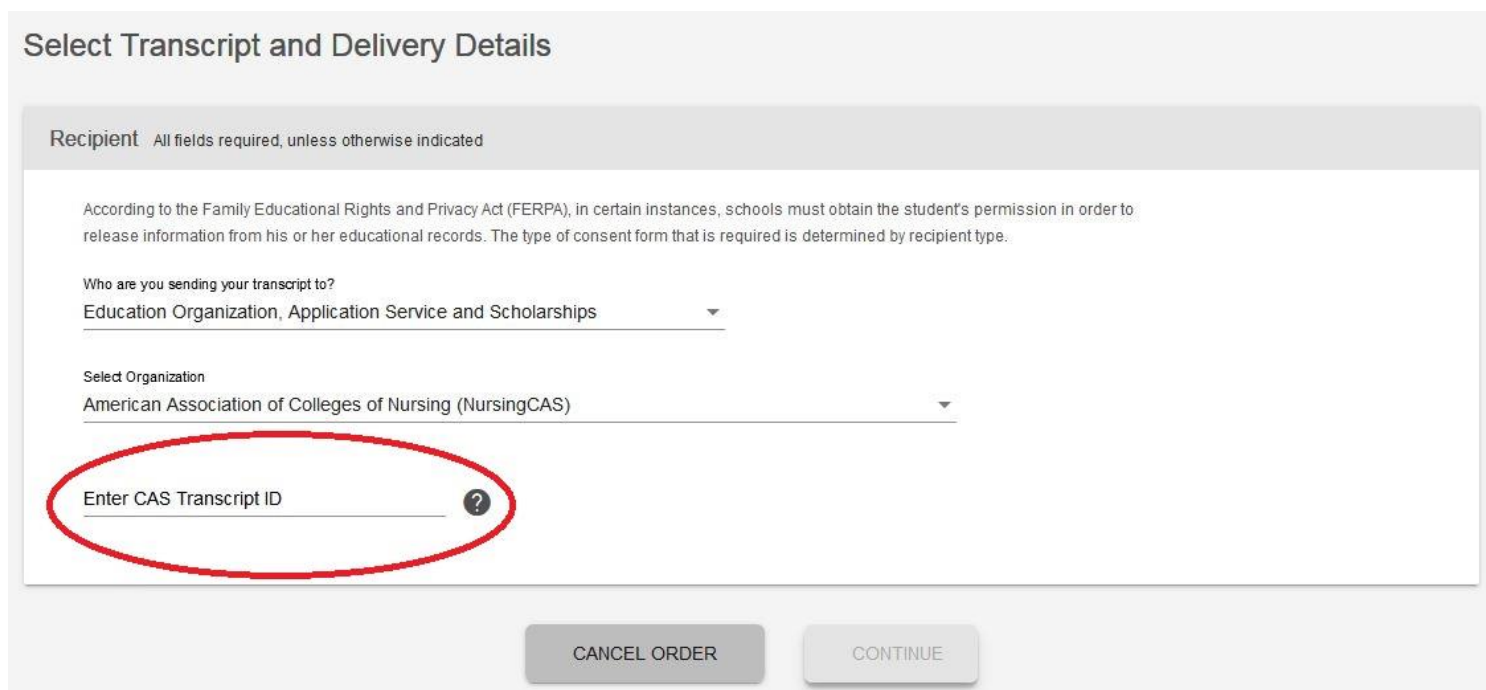 Select Transcript and Delivery Details
Recipient All fields required, unless otherwise indicated
According to the Family Educational Rights and Privacy Act (FERPA), in certain instances, schools must obtain the student's permission in order to
release information from his or her educational records. The type of consent form that is required is determined by recipient type.
Who are you sending your transcript to?
Education Organization, Application Service and Scholarships
Select Organization
American Association of Colleges of Nursing (NursingCAS)
Enter CAS Transcript ID ?
CANCEL ORDER CONTINUE